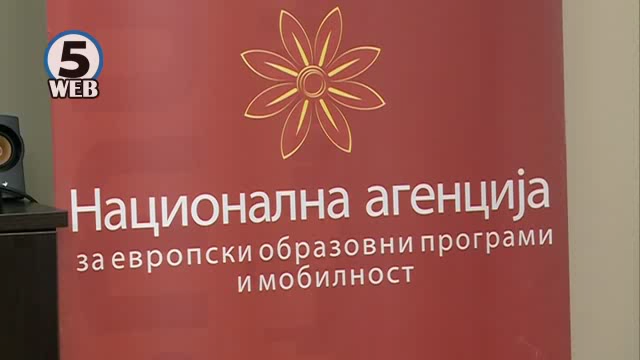 5
WEB
Национална агенција
за европски образовни програми
и мобилност